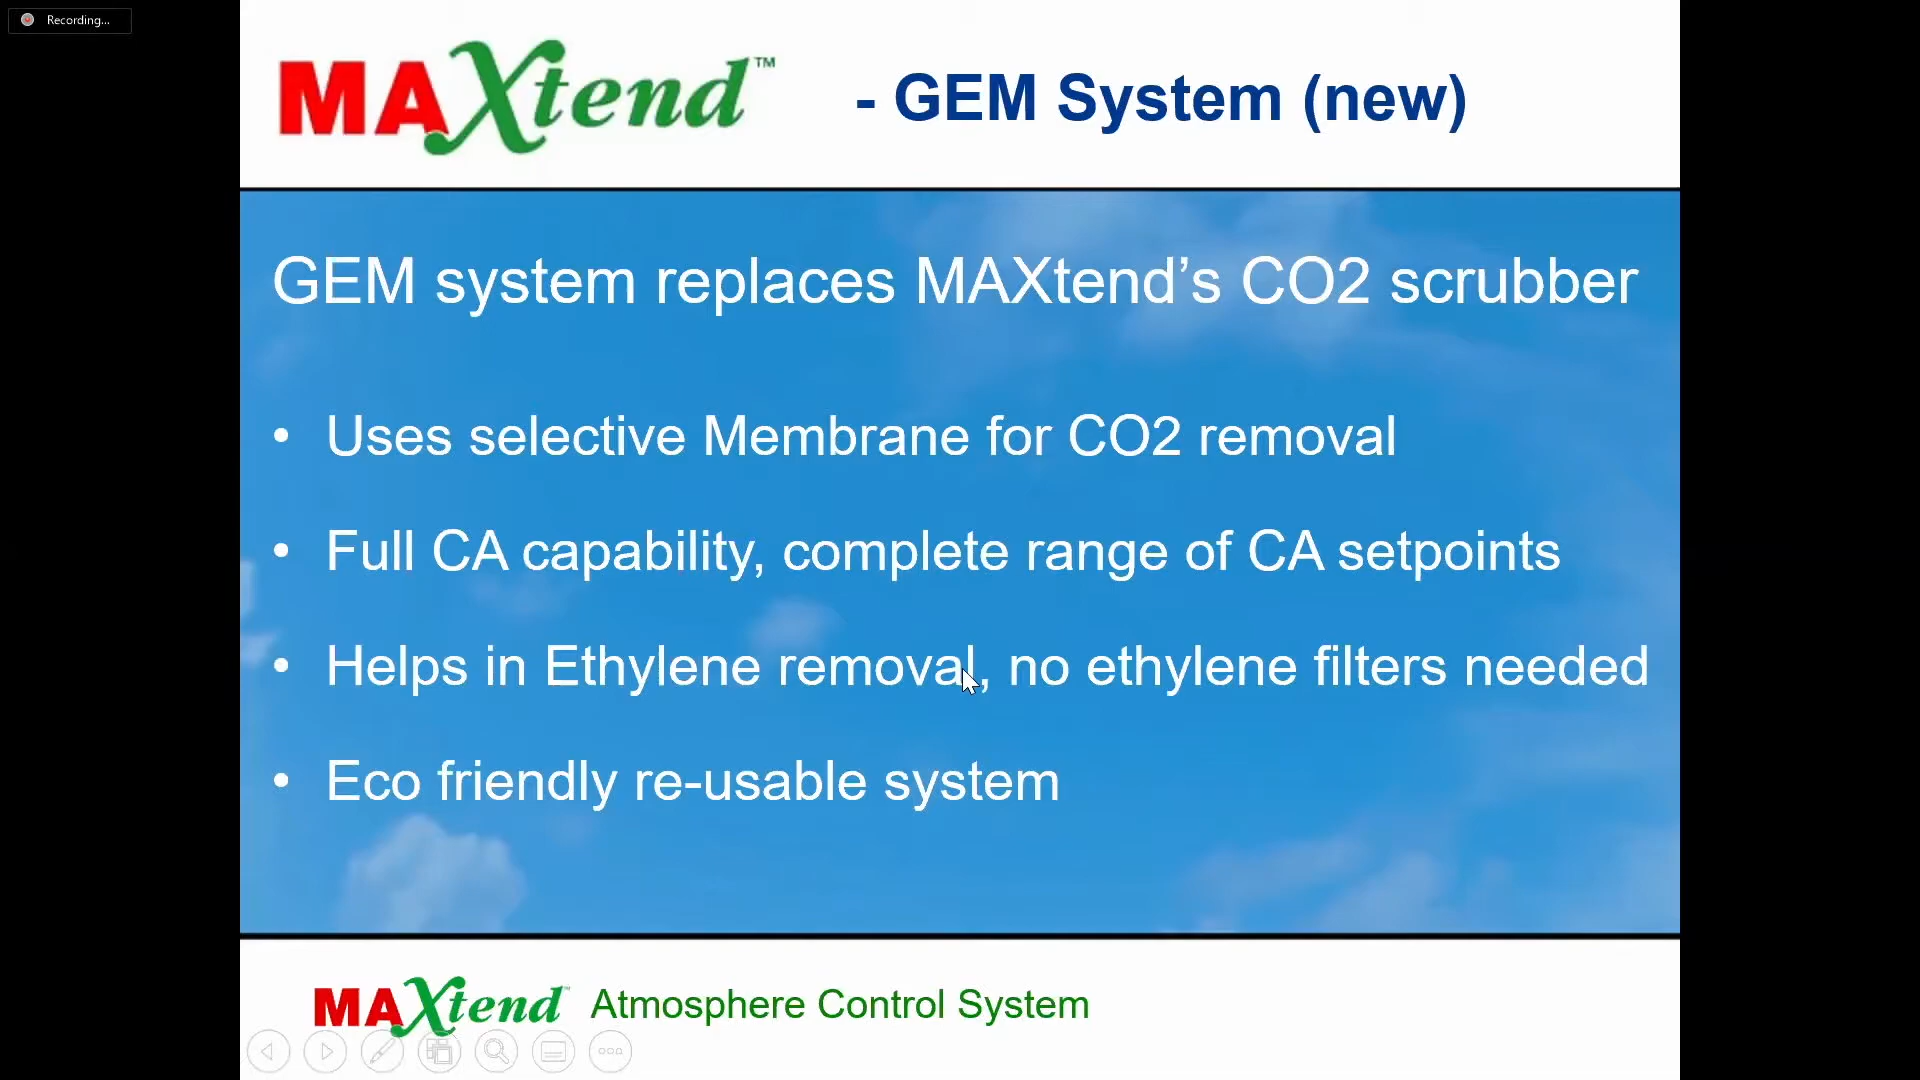 Recording...
MAXtend™ - GEM System (new)
GEM system replaces MAXtend’s CO2 scrubber
• Uses selective Membrane for CO2 removal
• Full CA capability, complete range of CA setpoints
• Helps in Ethylene removal, no ethylene filters needed
• Eco friendly re-usable system
MAXtend™ Atmosphere Control System